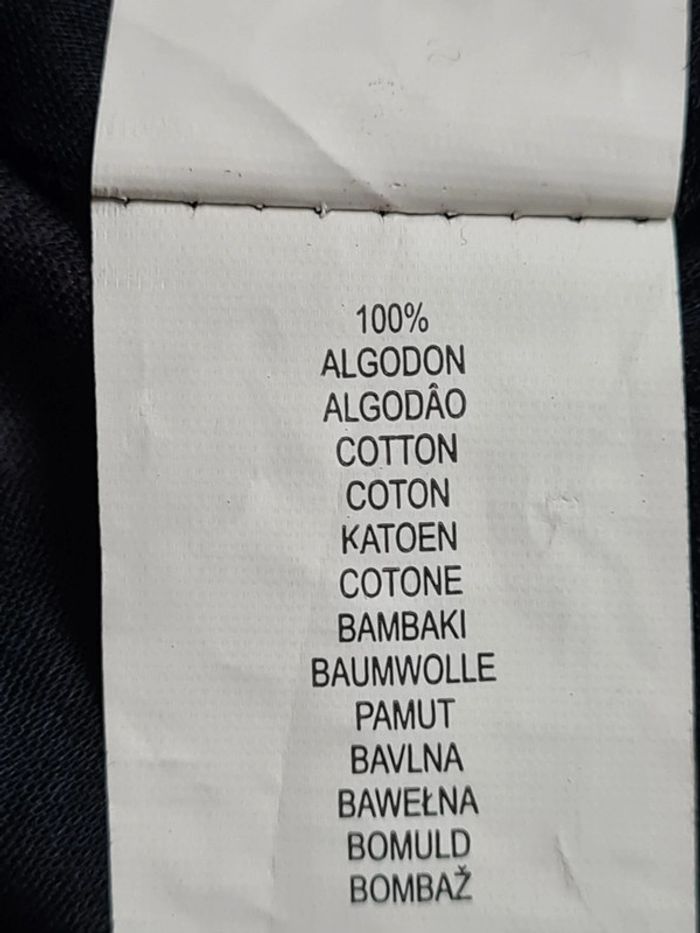 100%
ALGODON
ALGODÂO
COTTON
COTON
KATOEN
COTONE
BAMBAKI
BAUMWOLLE
PAMUT
BAVLNA
BAWEŁNA
BOMULD
BOMBAŽ